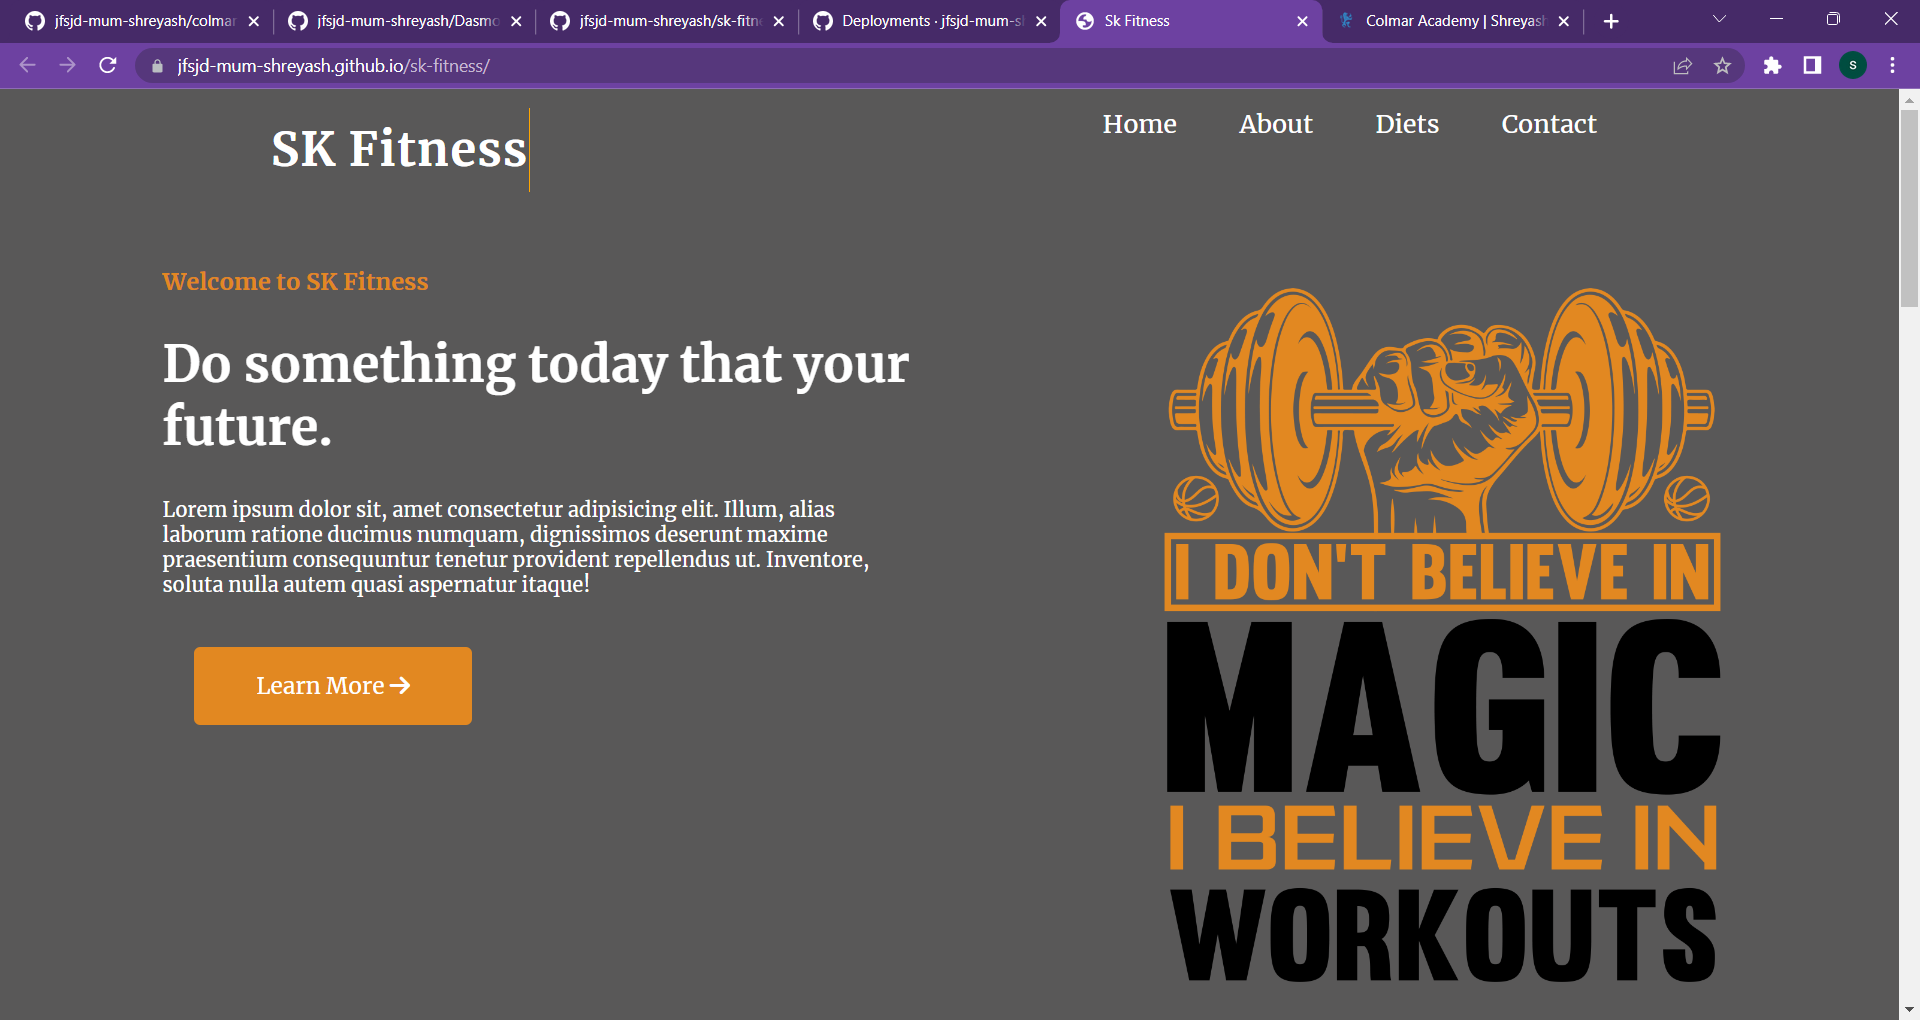 jfsjd-mum-shreyash/colmar
jfsjd-mum-shreyash/Dasmo
jfsjd-mum-shreyash/sk-fitne
Deployments · jfsjd-mum-sh
Sk Fitness
Colmar Academy | Shreyash
jfsjd-mum-shreyash.github.io/sk-fitness/
S
SK Fitness
Home About Diets Contact
Welcome to SK Fitness
Do something today that your
future.
Lorem ipsum dolor sit, amet consectetur adipisicing elit. Illum, alias
laborum ratione ducimus numquam, dignissimos deserunt maxime
praesentium consequuntur tenetur provident repellendus ut. Inventore,
soluta nulla autem quasi aspernatur itaque!
Learn More
I DON'T BELIEVE IN
MAGIC
I BELIEVE IN
WORKOUTS